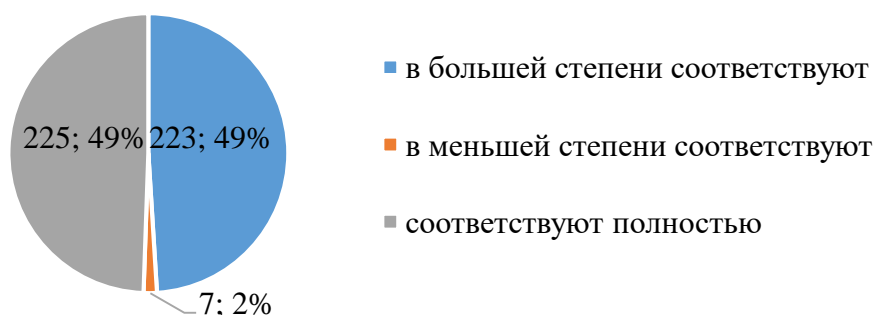 225; 49%
223; 49%
7; 2%
в большей степени соответствуют
в меньшей степени соответствуют
соответствуют полностью